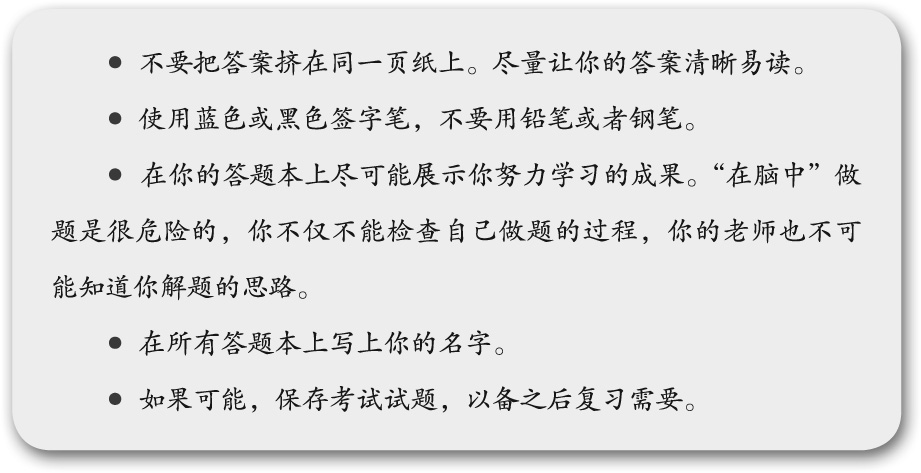 ● 不要把答案挤在同一页纸上。尽量让你的答案清晰易读。
● 使用蓝色或黑色签字笔，不要用铅笔或者钢笔。
● 在你的答题本上尽可能展示你努力学习的成果。“在脑中”做
题是很危险的，你不仅不能检查自己做题的过程，你的老师也不可
能知道你解题的思路。
● 在所有答题本上写上你的名字。
● 如果可能，保存考试试题，以备之后复习需要。